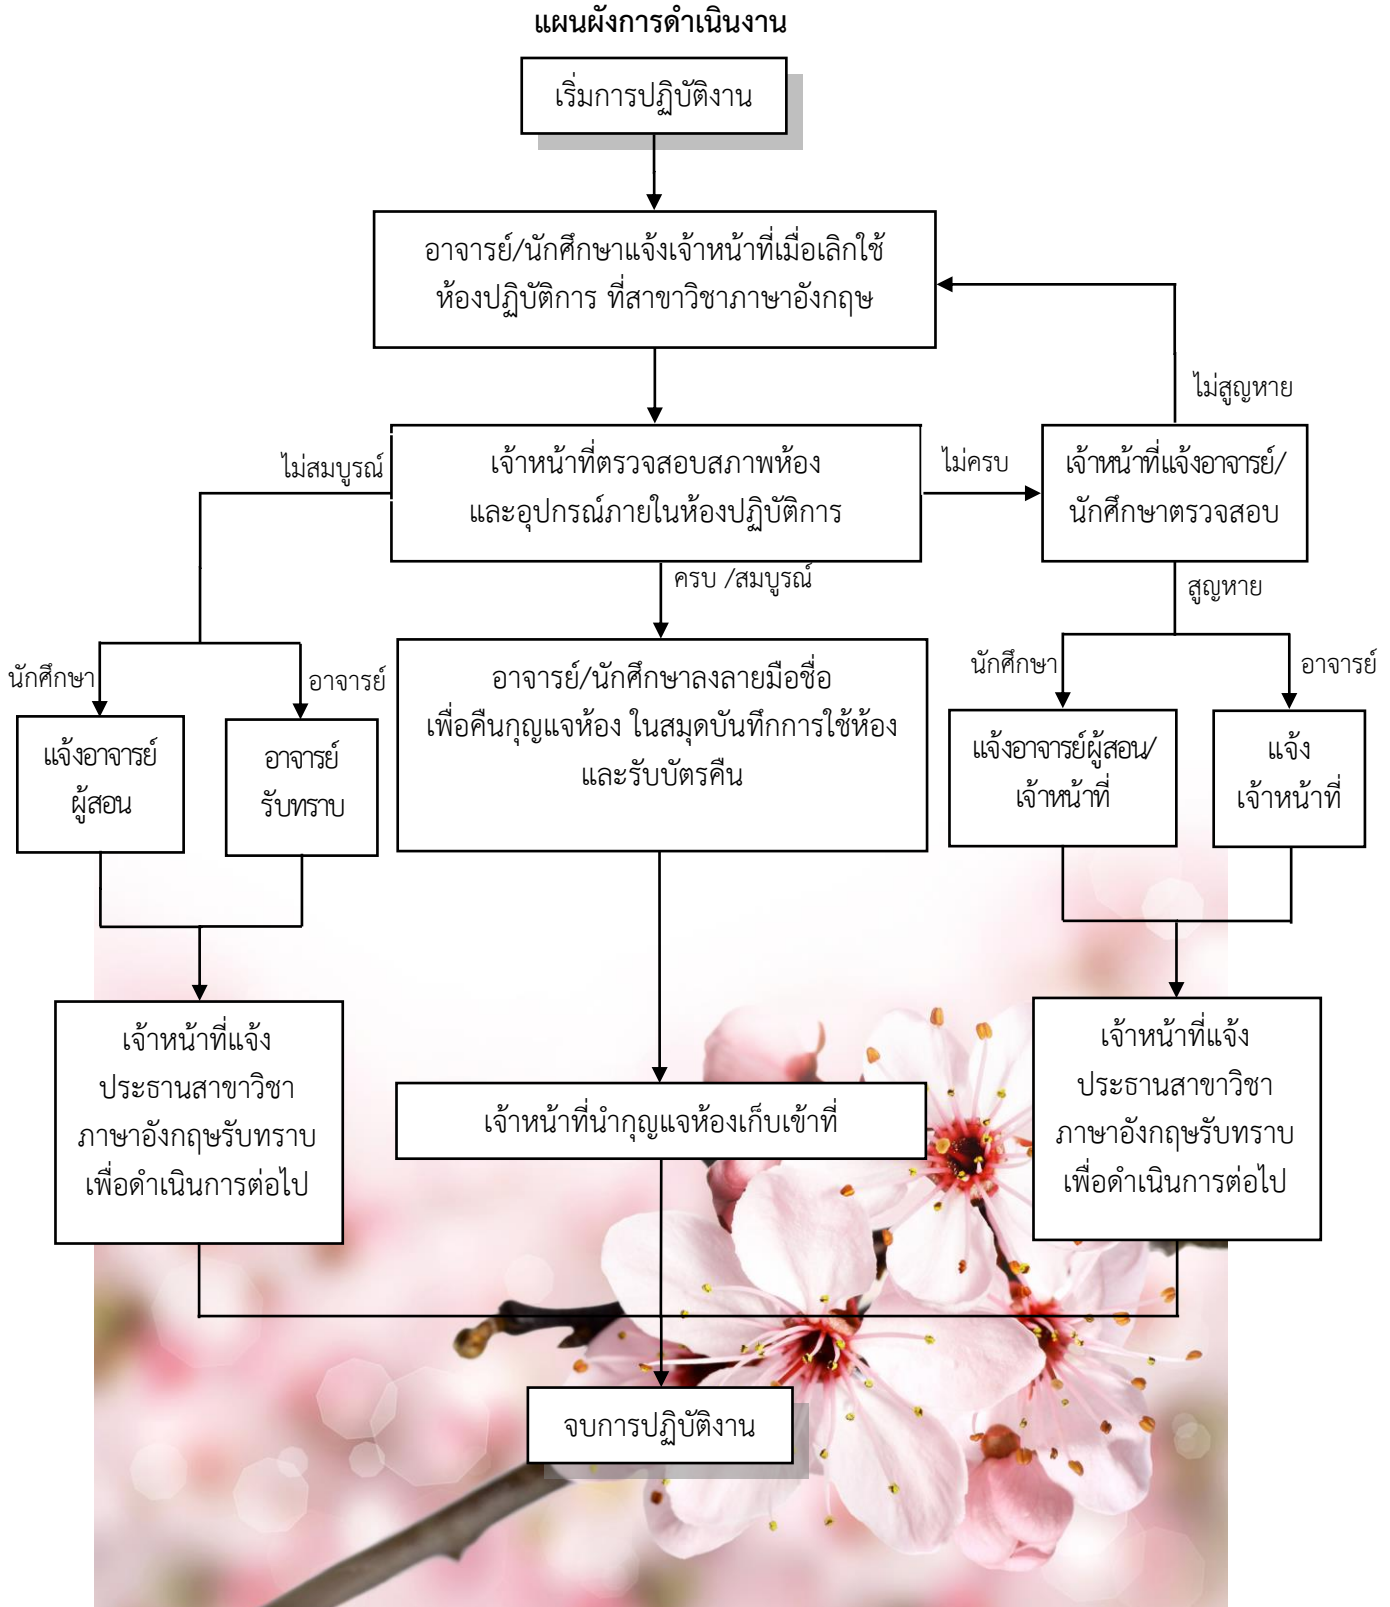 แผนผังการดำเนินงาน
เริ่มการปฏิบัติงาน
อาจารย์/นักศึกษาแจ้งเจ้าหน้าที่เมื่อเลิกใช้
ห้องปฏิบัติการ ที่สาขาวิชาภาษาอังกฤษ
ไม่สูญหาย
ไม่สมบูรณ์
เจ้าหน้าที่ตรวจสอบสภาพห้อง
และอุปกรณ์ภายในห้องปฏิบัติการ
ไม่ครบ
เจ้าหน้าที่แจ้งอาจารย์/
นักศึกษาตรวจสอบ
ครบ /สมบูรณ์
สูญหาย
นักศึกษา
อาจารย์
นักศึกษา
อาจารย์
แจ้งอาจารย์
ผู้สอน
อาจารย์
รับทราบ
อาจารย์/นักศึกษาลงลายมือชื่อ
เพื่อคืนกุญแจห้อง ในสมุดบันทึกการใช้ห้อง
และรับบัตรคืน
แจ้งอาจารย์ผู้สอน/
เจ้าหน้าที่
แจ้ง
เจ้าหน้าที่
เจ้าหน้าที่แจ้ง
ประธานสาขาวิชา
ภาษาอังกฤษรับทราบ
เพื่อดำเนินการต่อไป
เจ้าหน้าที่นำกุญแจห้องเก็บเข้าที่
เจ้าหน้าที่แจ้ง
ประธานสาขาวิชา
ภาษาอังกฤษรับทราบ
เพื่อดำเนินการต่อไป
จบการปฏิบัติงาน